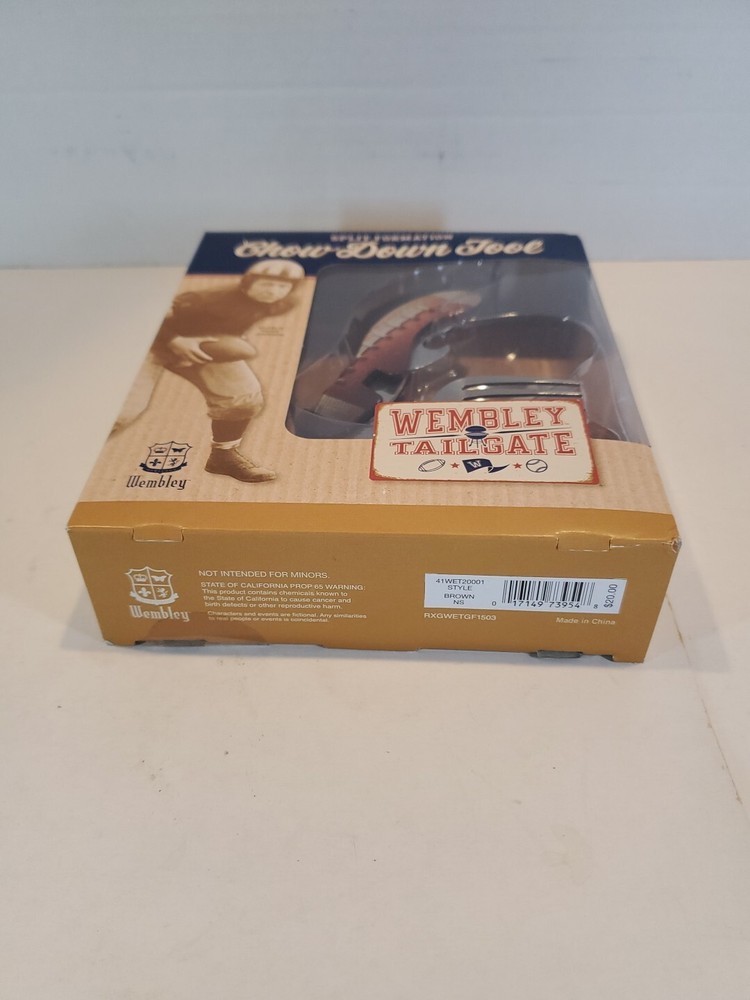 SPLIT FORMATION
Chow Down Tool
WEMBLEY
TAILGATE
W
Wembley
Wembley
NOT INTENDED FOR MINORS.
STATE OF CALIFORNIA PROP.65 WARNING:
This product contains chemicals known to
the State of California to cause cancer and
birth defects or other reproductive harm.
Characters and events are fictional. Any similarities
to real people or events is coincidental.
41WET20001
STYLE
BROWN
NS
0 17149 73954 8
$20.00
RXGWETGF1503
Made in China